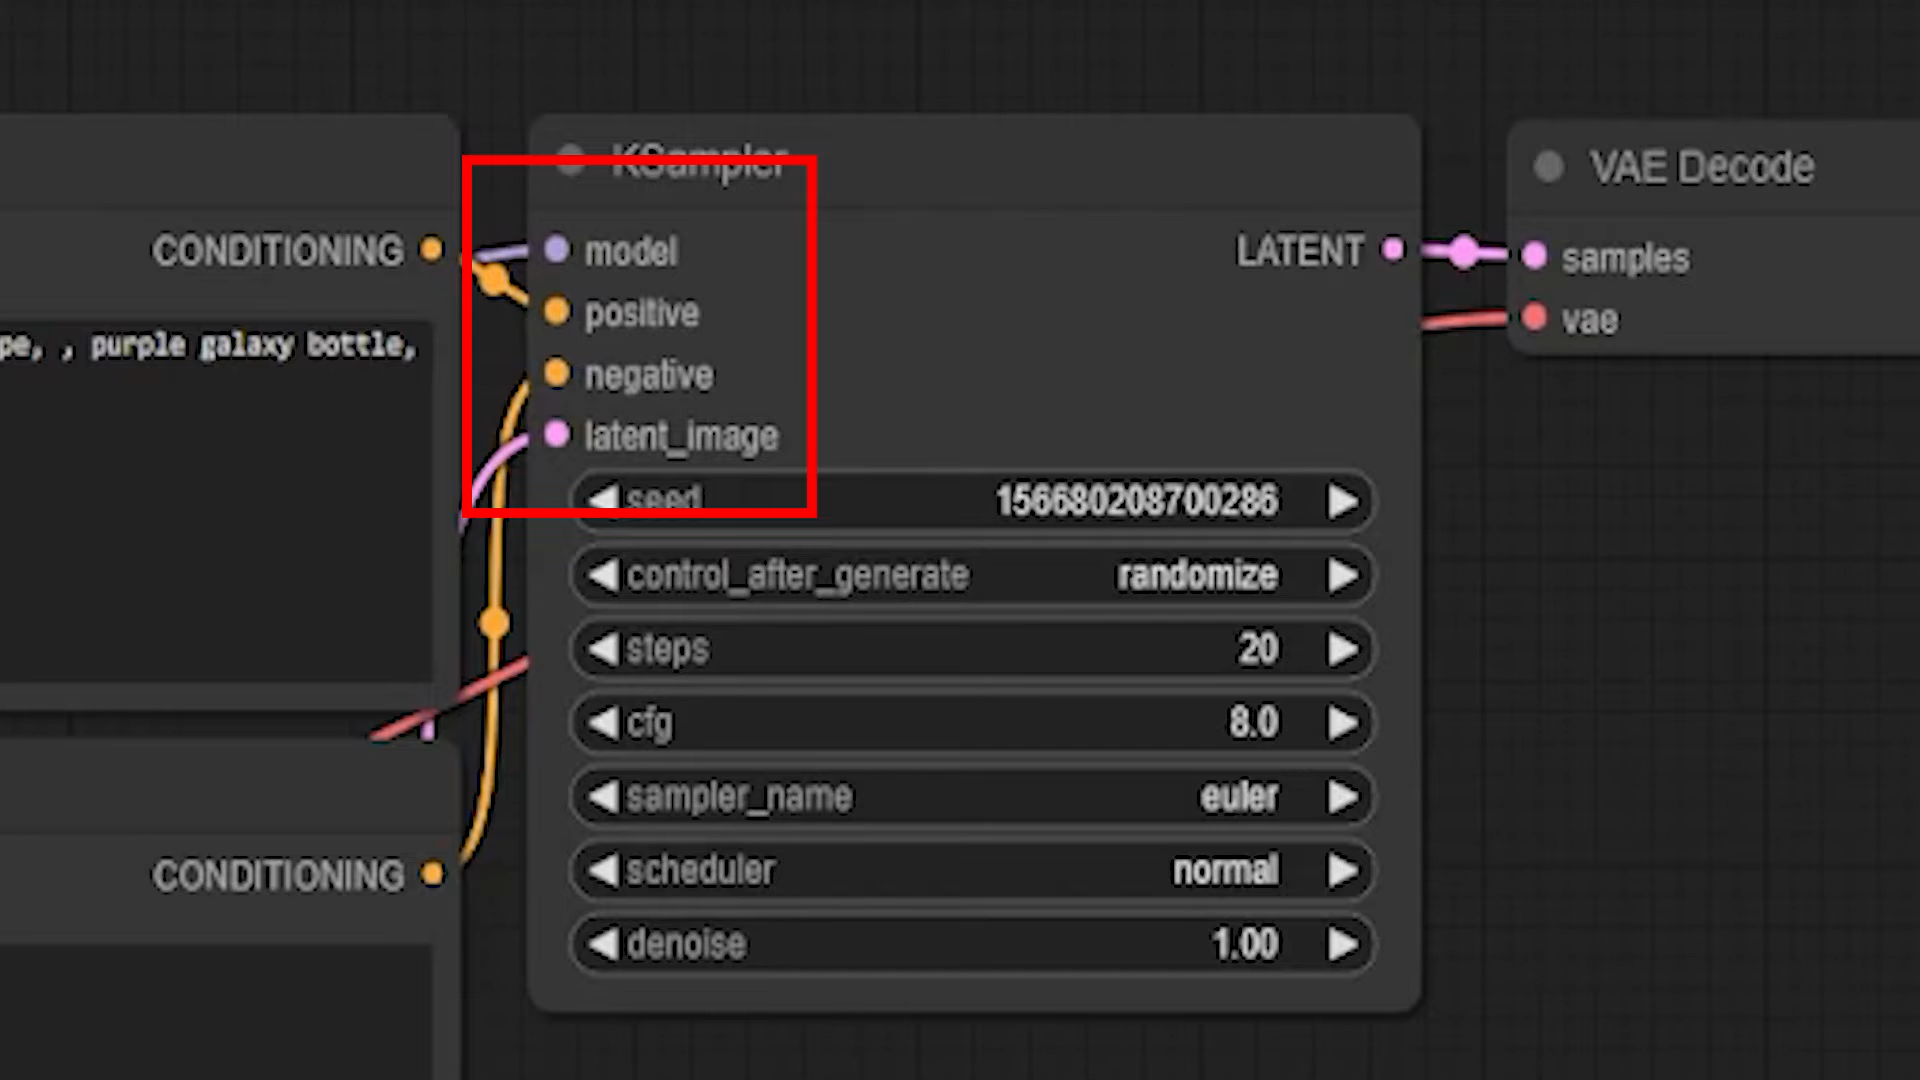 KSampler
VAE Decode
CONDITIONING
model
LATENT
samples
positive
vae
pe, , purple galaxy bottle,
negative
latent_image
seed 156680208700286
control_after_generate randomize
steps 20
cfg 8.0
sampler_name euler
scheduler normal
CONDITIONING
denoise 1.00